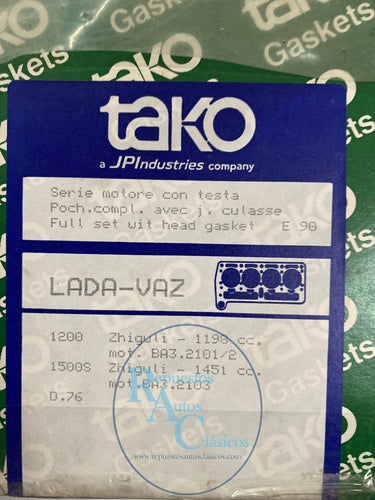 tako
Gaskets
Gaskets
tako
a JPIndustries company
Serie motore con testa
Poch.compl. avec j. culasse
Full set wit head gasket E 90
LADA-VAZ
1200 Zhiguli - 1198 cc.
mot. BA3.2101/2
1500S Zhiguli - 1451 cc.
mot.BA3.2103
D.76
Repuestos
Autos
Clásicos
www.repuestosautosclasicos.com